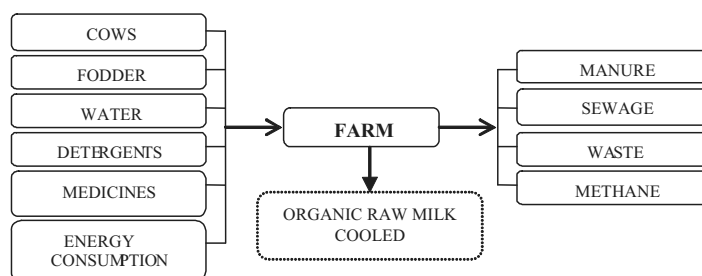 COWS
FODDER
WATER
DETERGENTS
MEDICINES
ENERGY
CONSUMPTION
FARM
ORGANIC RAW MILK
COOLED
MANURE
SEWAGE
WASTE
METHANE